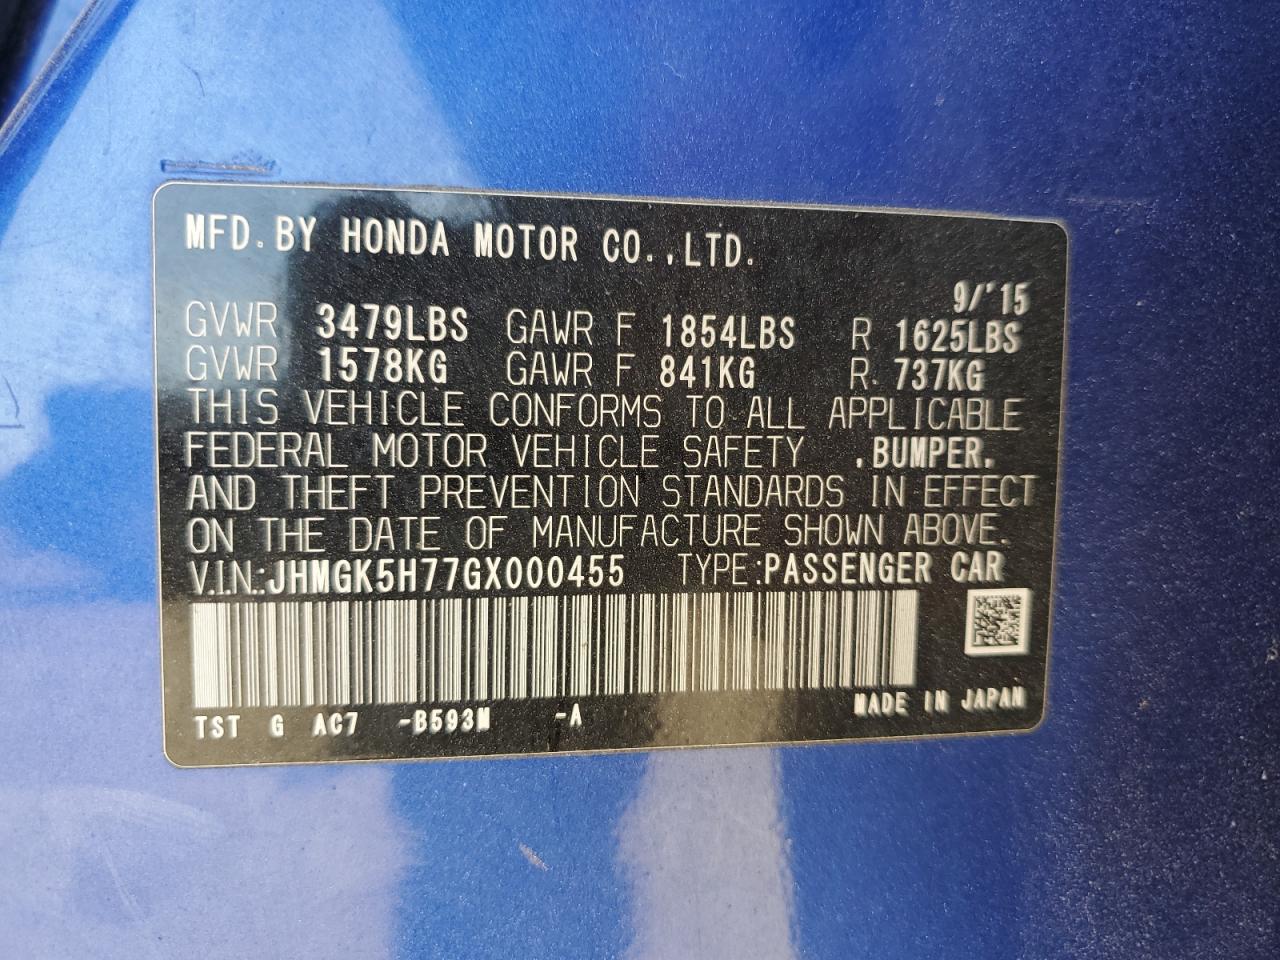 MFD.BY HONDA MOTOR CO.,LTD.
9/'15
GVWR 3479LBS GAWR F 1854LBS R 1625LBS
GVWR 1578KG GAWR F 841KG R 737KG
THIS VEHICLE CONFORMS TO ALL APPLICABLE
FEDERAL MOTOR VEHICLE SAFETY ,BUMPER,
AND THEFT PREVENTION STANDARDS IN EFFECT
ON THE DATE OF MANUFACTURE SHOWN ABOVE.
V.I.N.:JHMGK5H77GX000455 TYPE:PASSENGER CAR
TST G AC7 -B593M -A
MADE IN JAPAN